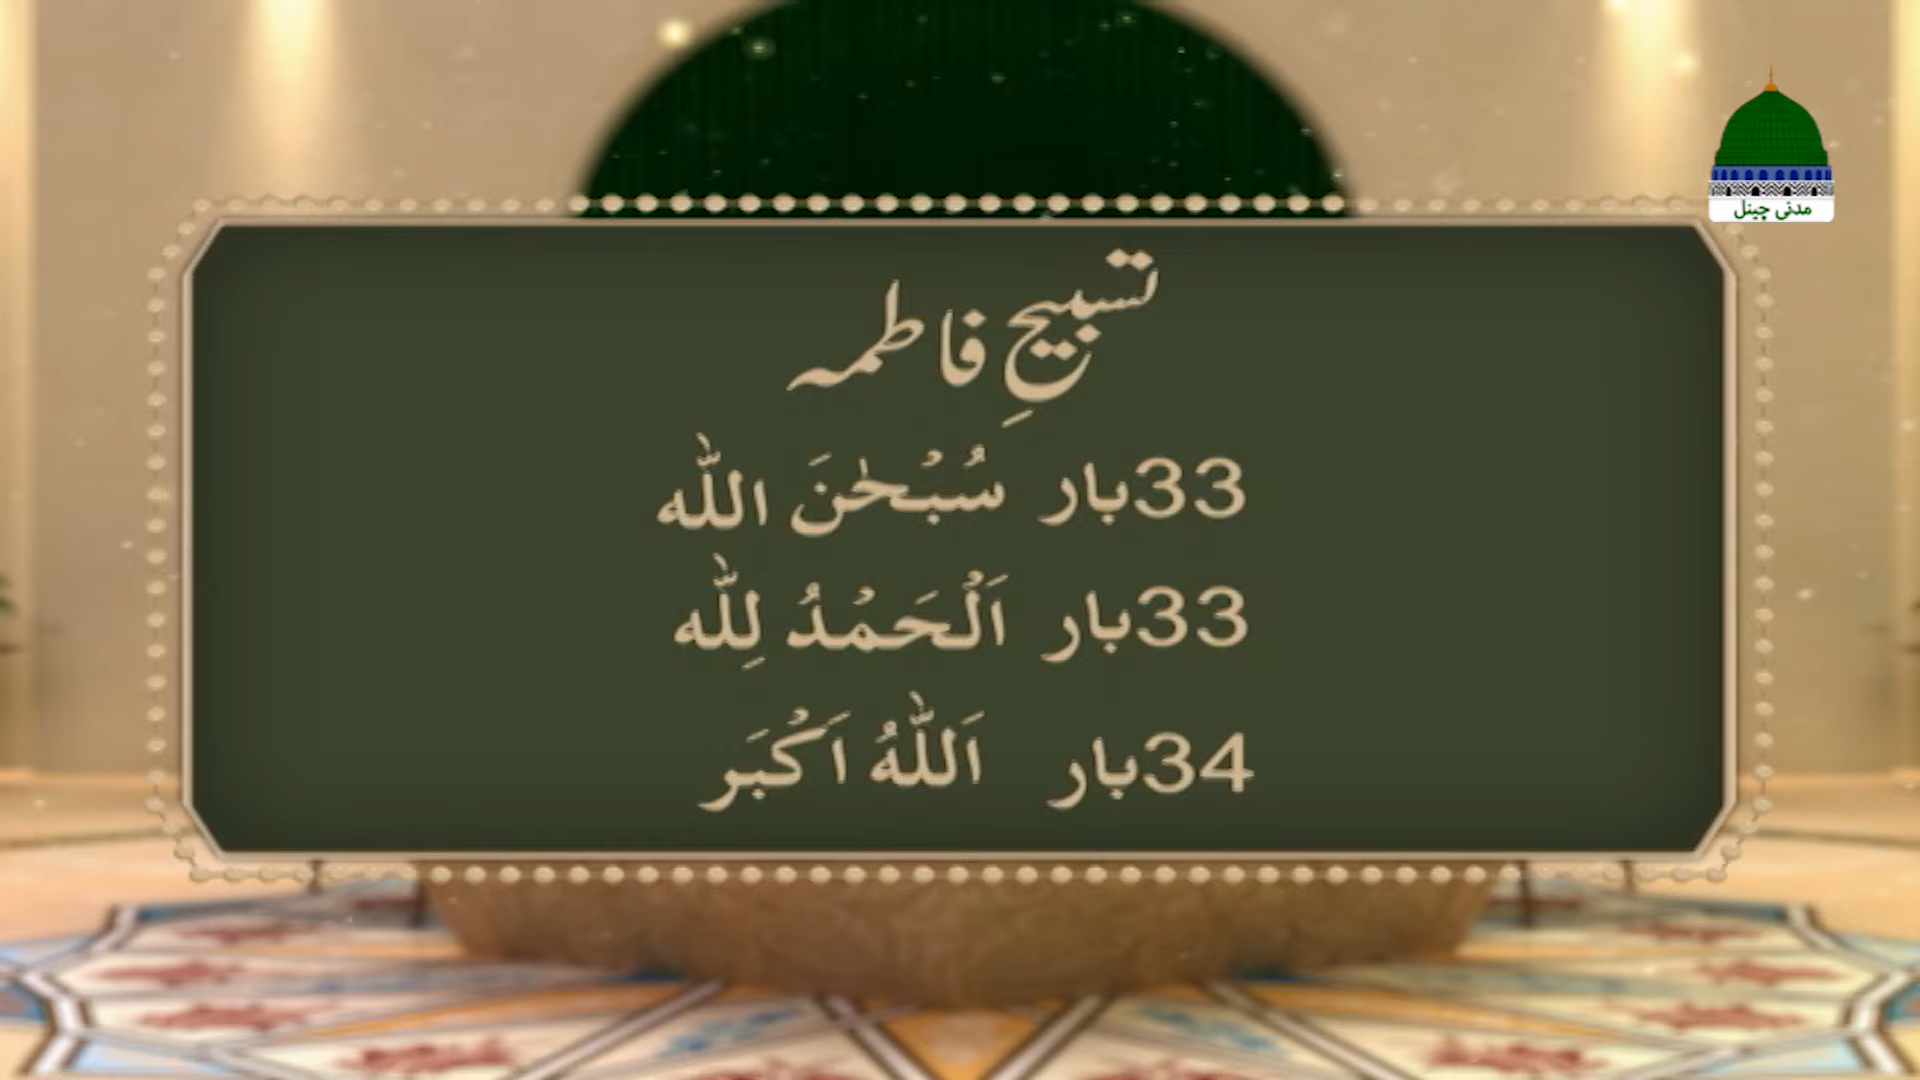 مدنی چینل
تسبیحِ فاطمہ
33بار سُبْحٰنَ اللّٰه
33بار اَلْحَمْدُ لِلّٰه
34بار اَللّٰهُ اَكْبَر